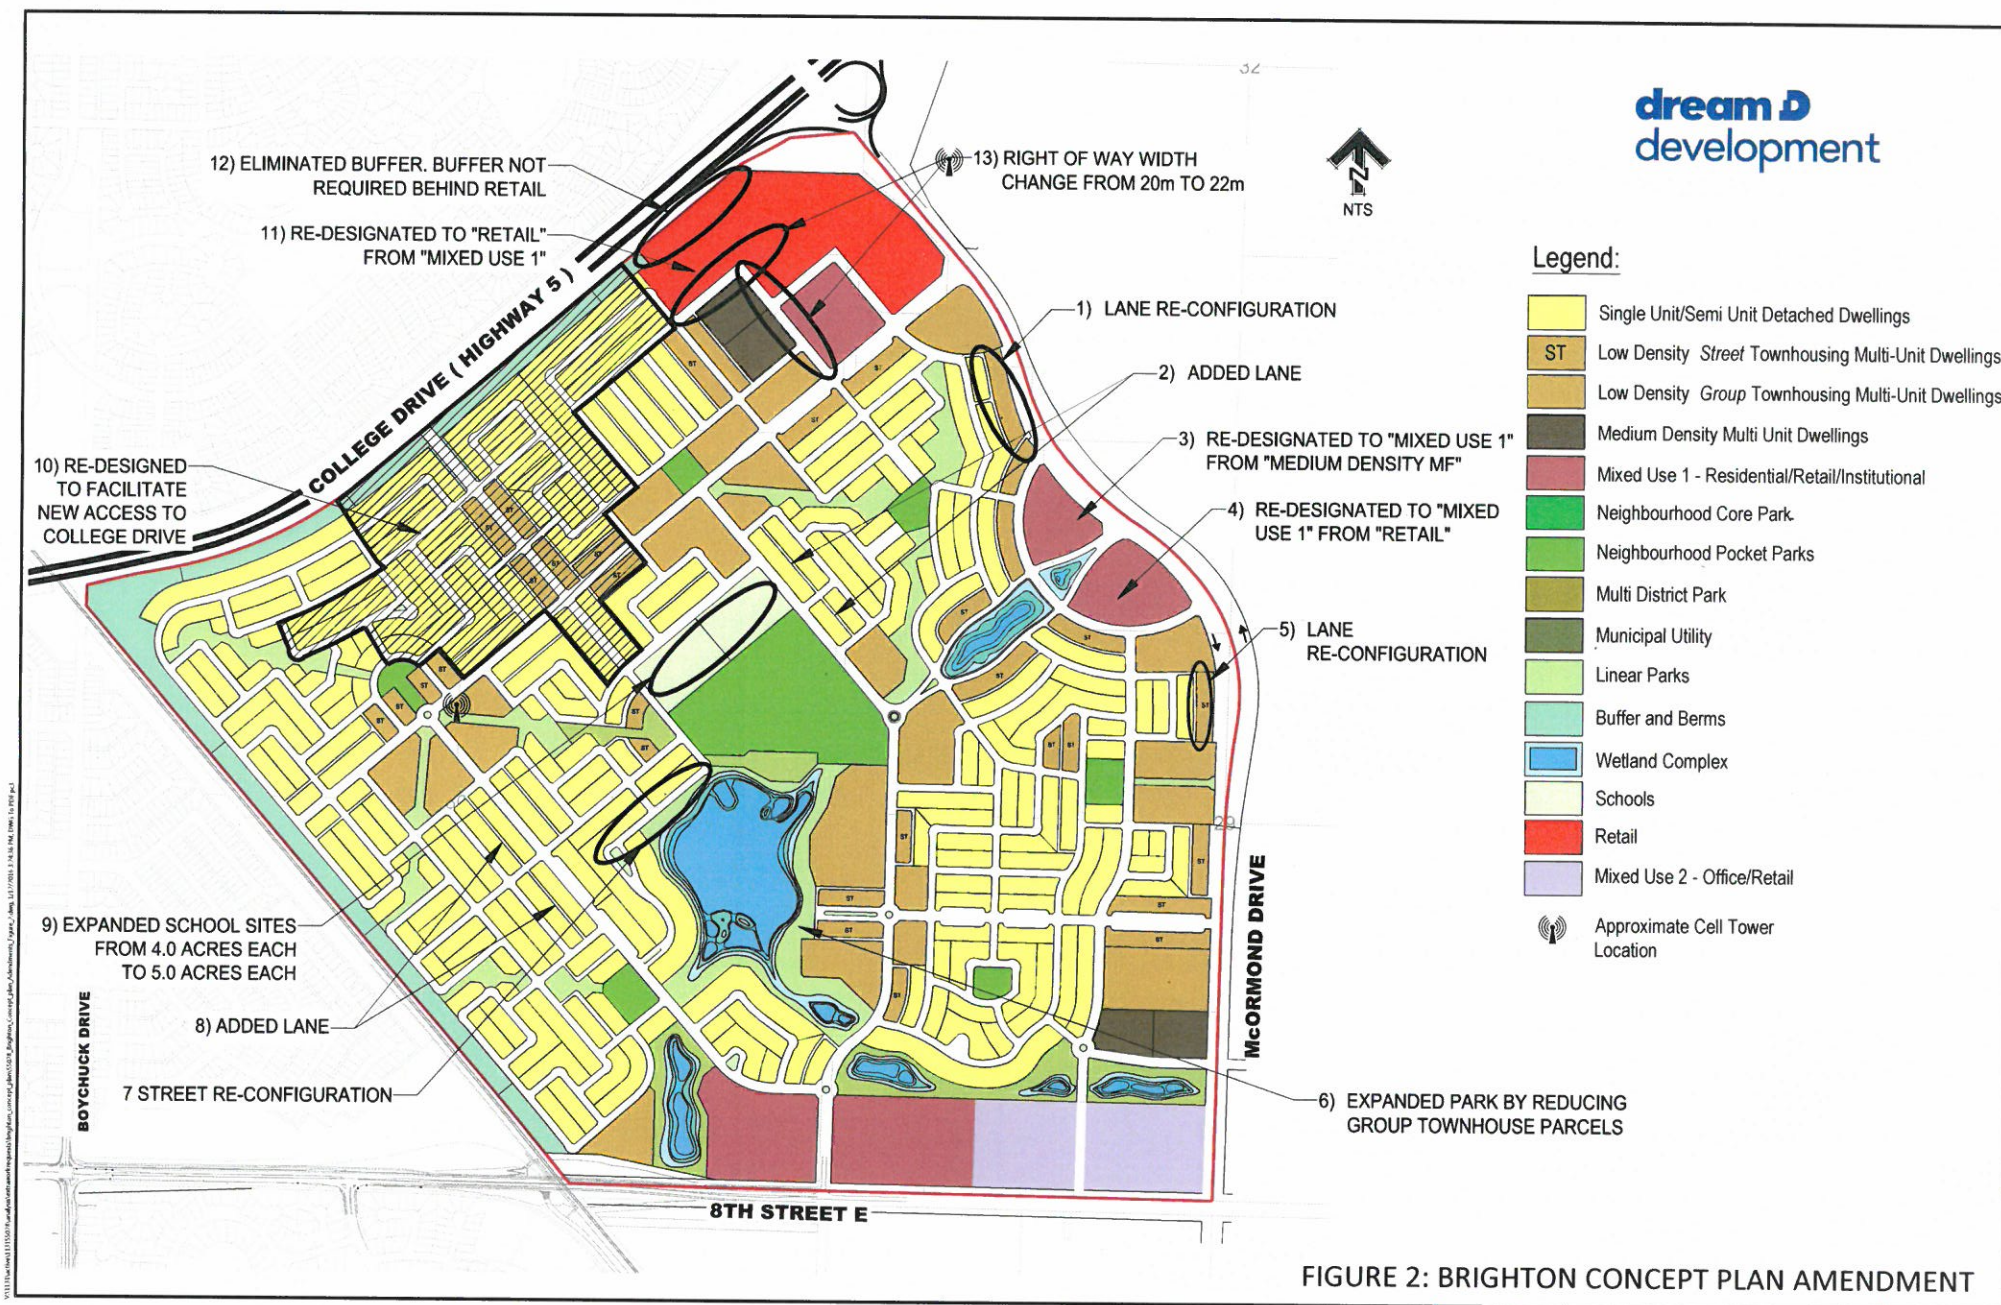 32
dream D
development
NTS
12) ELIMINATED BUFFER. BUFFER NOT
REQUIRED BEHIND RETAIL
13) RIGHT OF WAY WIDTH
CHANGE FROM 20m TO 22m
11) RE-DESIGNATED TO "RETAIL"
FROM "MIXED USE 1"
COLLEGE DRIVE ( HIGHWAY 5 )
1) LANE RE-CONFIGURATION
2) ADDED LANE
3) RE-DESIGNATED TO "MIXED USE 1"
FROM "MEDIUM DENSITY MF"
4) RE-DESIGNATED TO "MIXED
USE 1" FROM "RETAIL"
10) RE-DESIGNED
TO FACILITATE
NEW ACCESS TO
COLLEGE DRIVE
5) LANE
RE-CONFIGURATION
Legend:
Single Unit/Semi Unit Detached Dwellings
ST Low Density Street Townhousing Multi-Unit Dwellings
Low Density Group Townhousing Multi-Unit Dwellings
Medium Density Multi Unit Dwellings
Mixed Use 1 - Residential/Retail/Institutional
Neighbourhood Core Park
Neighbourhood Pocket Parks
Multi District Park
Municipal Utility
Linear Parks
Buffer and Berms
Wetland Complex
Schools
Retail
Mixed Use 2 - Office/Retail
Approximate Cell Tower
Location
29
McCORMOND DRIVE
9) EXPANDED SCHOOL SITES
FROM 4.0 ACRES EACH
TO 5.0 ACRES EACH
8) ADDED LANE
BOYCHUCK DRIVE
7 STREET RE-CONFIGURATION
6) EXPANDED PARK BY REDUCING
GROUP TOWNHOUSE PARCELS
8TH STREET E
FIGURE 2: BRIGHTON CONCEPT PLAN AMENDMENT